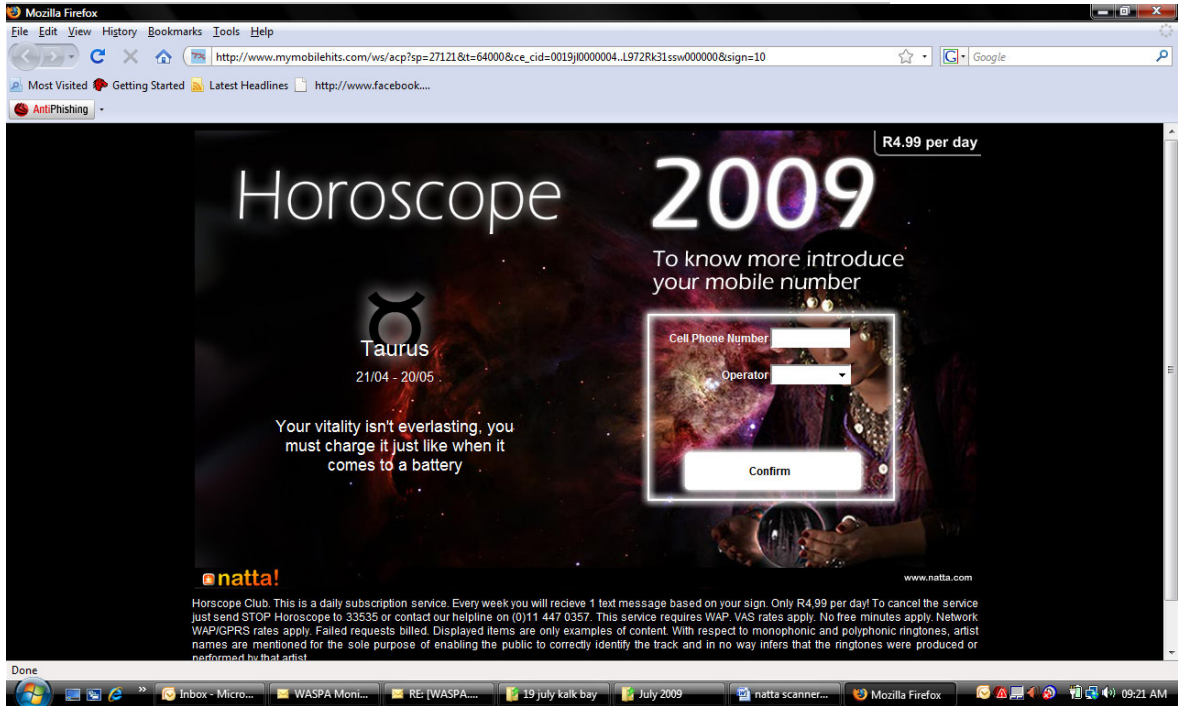 Mozilla Firefox
File Edit View History Bookmarks Tools Help
http://www.mymobilehits.com/ws/acp?sp=27121&t=64000&ce_cid=0019jl0000004..L972Rk31ssw000000&sign=10
Google
Most Visited Getting Started Latest Headlines http://www.facebook....
AntiPhishing
R4.99 per day
Horoscope
2009
To know more introduce
your mobile number
Cell Phone Number
Operator
Confirm
Taurus
21/04 - 20/05
Your vitality isn't everlasting, you
must charge it just like when it
comes to a battery
natta!
www.natta.com
Horscope Club. This is a daily subscription service. Every week you will recieve 1 text message based on your sign. Only R4,99 per day! To cancel the service
just send STOP Horoscope to 33535 or contact our helpline on (0)11 447 0357. This service requires WAP. VAS rates apply. No free minutes apply. Network
WAP/GPRS rates apply. Failed requests billed. Displayed items are only examples of content. With respect to monophonic and polyphonic ringtones, artist
names are mentioned for the sole purpose of enabling the public to correctly identify the track and in no way infers that the ringtones were produced or
performed by that artist
Done
Inbox - Micro... WASPA Moni... RE: [WASPA.... 19 july kalk bay July 2009 natta scanner... Mozilla Firefox 09:21 AM